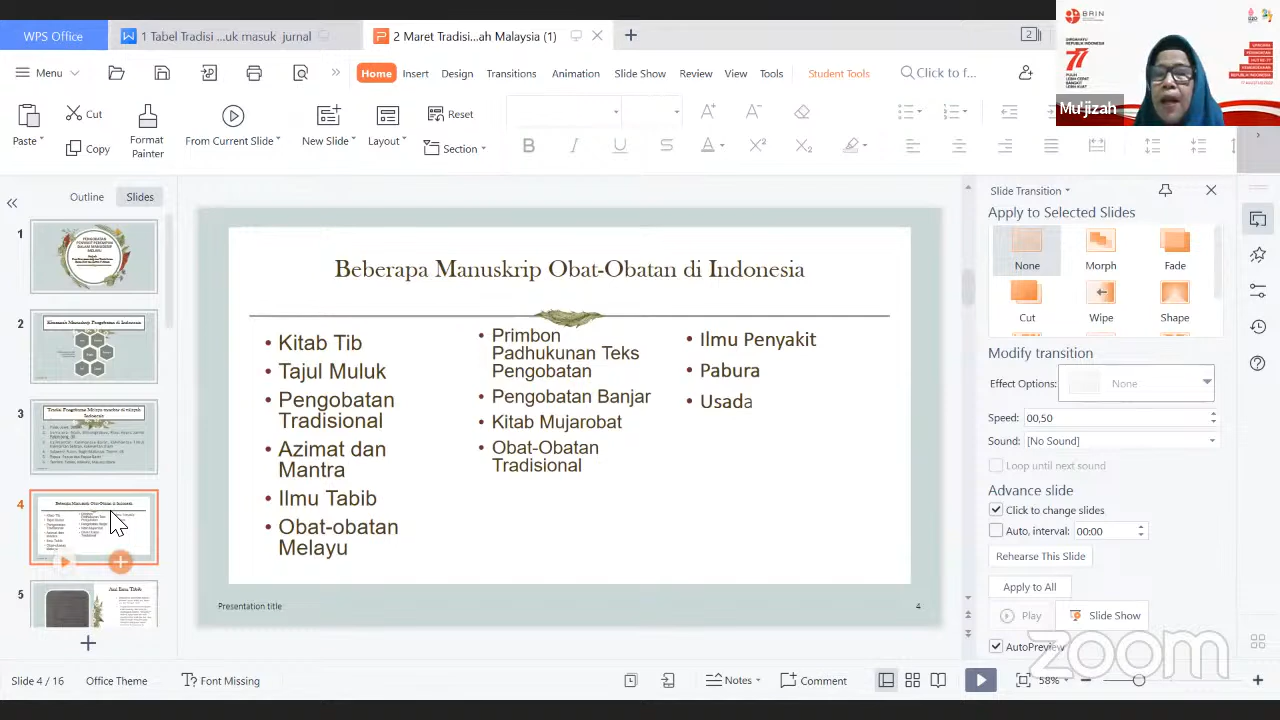 WPS Office
1 Tabel Tradisi ...uk masuk jurnal
2 Maret Tradisi...ah Malaysia (1)
BRIN
77
Mu'jizah
Menu
Home Insert Design Transitions Animation Slide Show Review View Tools Student Tools
Click to f...
Paste
Cut
Copy
Format Painter
From Current Slide
New Slide
Layout
Reset
Section
Outline Slides
1
2
3
4
5
Beberapa Manuskrip Obat-Obatan di Indonesia
• Kitab Tib
• Tajul Muluk
• Pengobatan
Tradisional
• Azimat dan
Mantra
• Ilmu Tabib
• Obat-obatan
Melayu
• Primbon
Padhukunan Teks
Pengobatan
• Pengobatan Banjar
• Kitab Mujarobat
• Obat-Obatan
Tradisional
• Ilmu Penyakit
• Pabura
• Usada
Presentation title
4
Slide Transition
Apply to Selected Slides
None Morph Fade
Cut Wipe Shape
Modify transition
Effect Options: None
Speed: 00,50
Sound: [No Sound]
Loop until next sound
Advance slide
Click to change slides
Auto, interval: 00:00
Rehearse This Slide
Apply to All
Play Slide Show
AutoPreview
zoom
Slide 4 / 16 Office Theme Font Missing
Notes Comment 58%